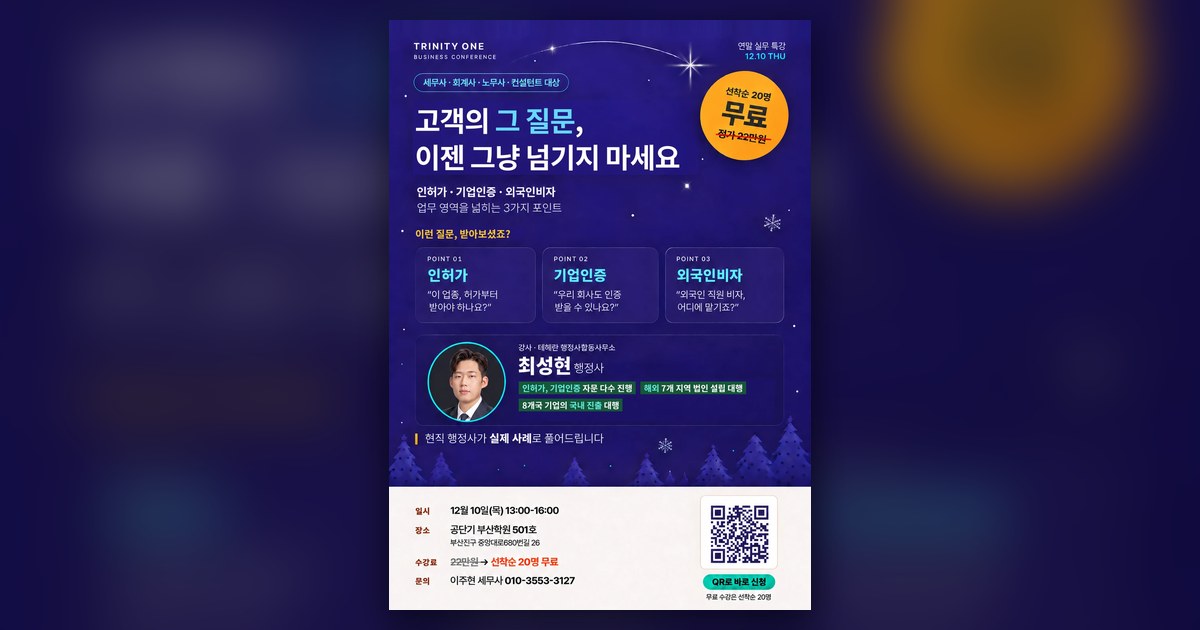 TRINITY ONE
BUSINESS CONFERENCE
연말 실무 특강
12.10 THU
세무사 · 회계사 · 노무사 · 컨설턴트 대상
선착순 20명
무료
정가 22만원
고객의 그 질문,
이젠 그냥 넘기지 마세요
인허가 · 기업인증 · 외국인비자
업무 영역을 넓히는 3가지 포인트
이런 질문, 받아보셨죠?
POINT 01
인허가
“이 업종, 허가부터
받아야 하나요?”
POINT 02
기업인증
“우리 회사도 인증
받을 수 있나요?”
POINT 03
외국인비자
“외국인 직원 비자,
어디에 맡기죠?”
강사 · 테헤란 행정사합동사무소
최성현 행정사
인허가, 기업인증 자문 다수 진행
해외 7개 지역 법인 설립 대행
8개국 기업의 국내 진출 대행
현직 행정사가 실제 사례로 풀어드립니다
일시 12월 10일(목) 13:00-16:00
장소 공단기 부산학원 501호
부산진구 중앙대로680번길 26
수강료 22만원 → 선착순 20명 무료
문의 이주현 세무사 010-3553-3127
QR로 바로 신청
무료 수강은 선착순 20명